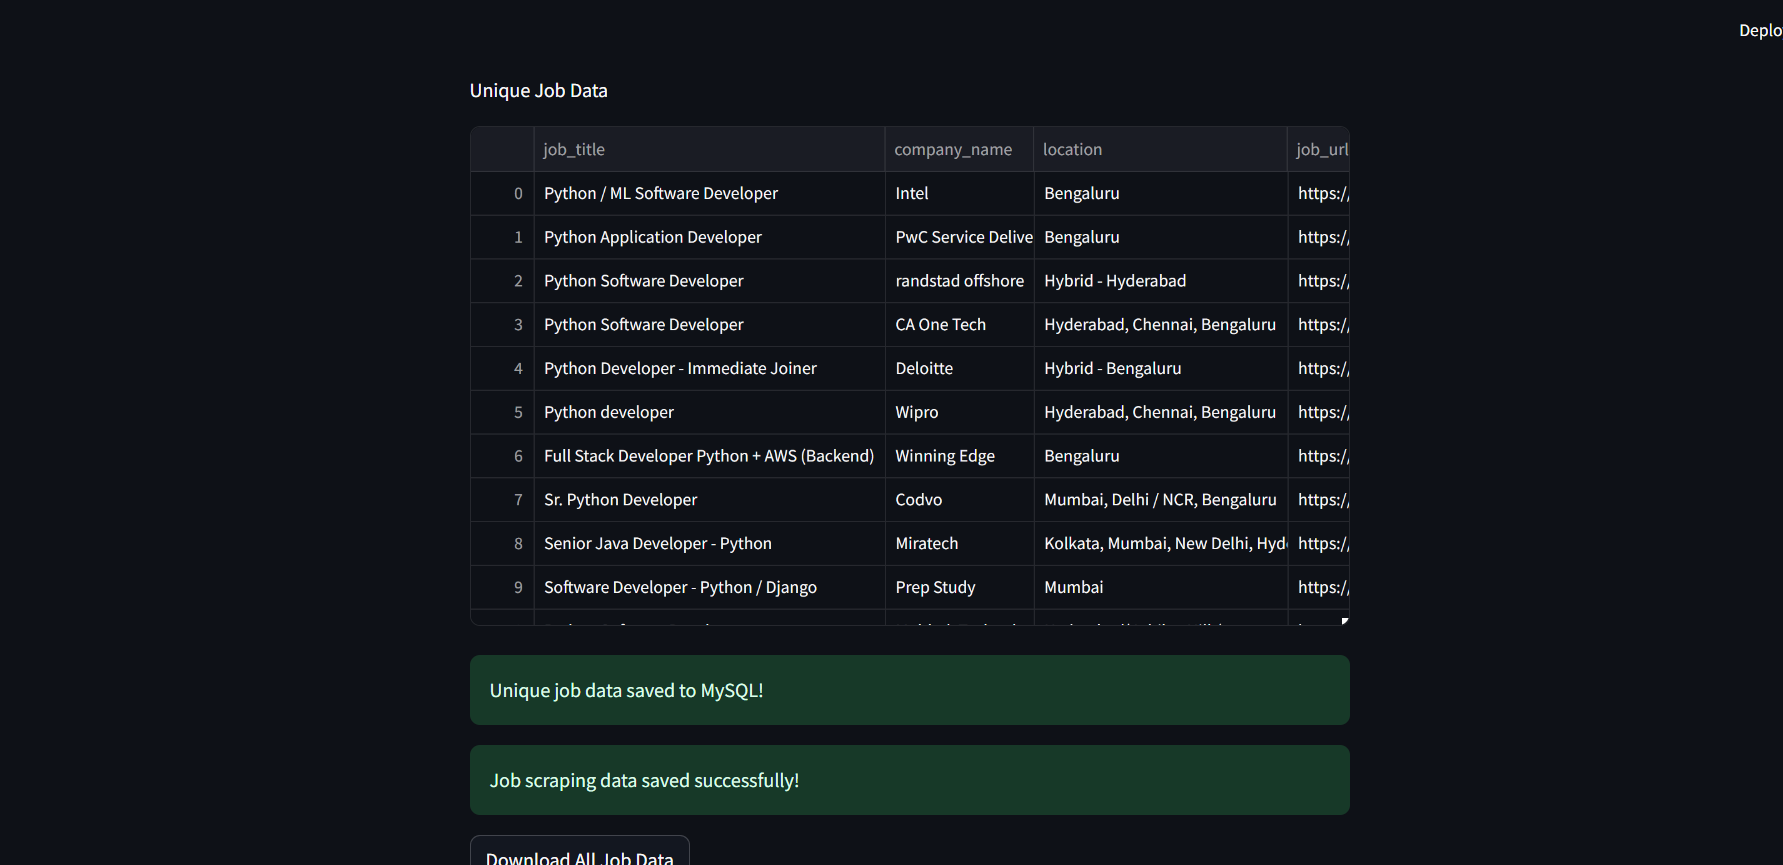 Deplo
Unique Job Data
job_title company_name location job_url
0 Python / ML Software Developer Intel Bengaluru https://
1 Python Application Developer PwC Service Delive Bengaluru https://
2 Python Software Developer randstad offshore Hybrid - Hyderabad https://
3 Python Software Developer CA One Tech Hyderabad, Chennai, Bengaluru https://
4 Python Developer - Immediate Joiner Deloitte Hybrid - Bengaluru https://
5 Python developer Wipro Hyderabad, Chennai, Bengaluru https://
6 Full Stack Developer Python + AWS (Backend) Winning Edge Bengaluru https://
7 Sr. Python Developer Codvo Mumbai, Delhi / NCR, Bengaluru https://
8 Senior Java Developer - Python Miratech Kolkata, Mumbai, New Delhi, Hyd https://
9 Software Developer - Python / Django Prep Study Mumbai https://
Unique job data saved to MySQL!
Job scraping data saved successfully!
Download All Job Data